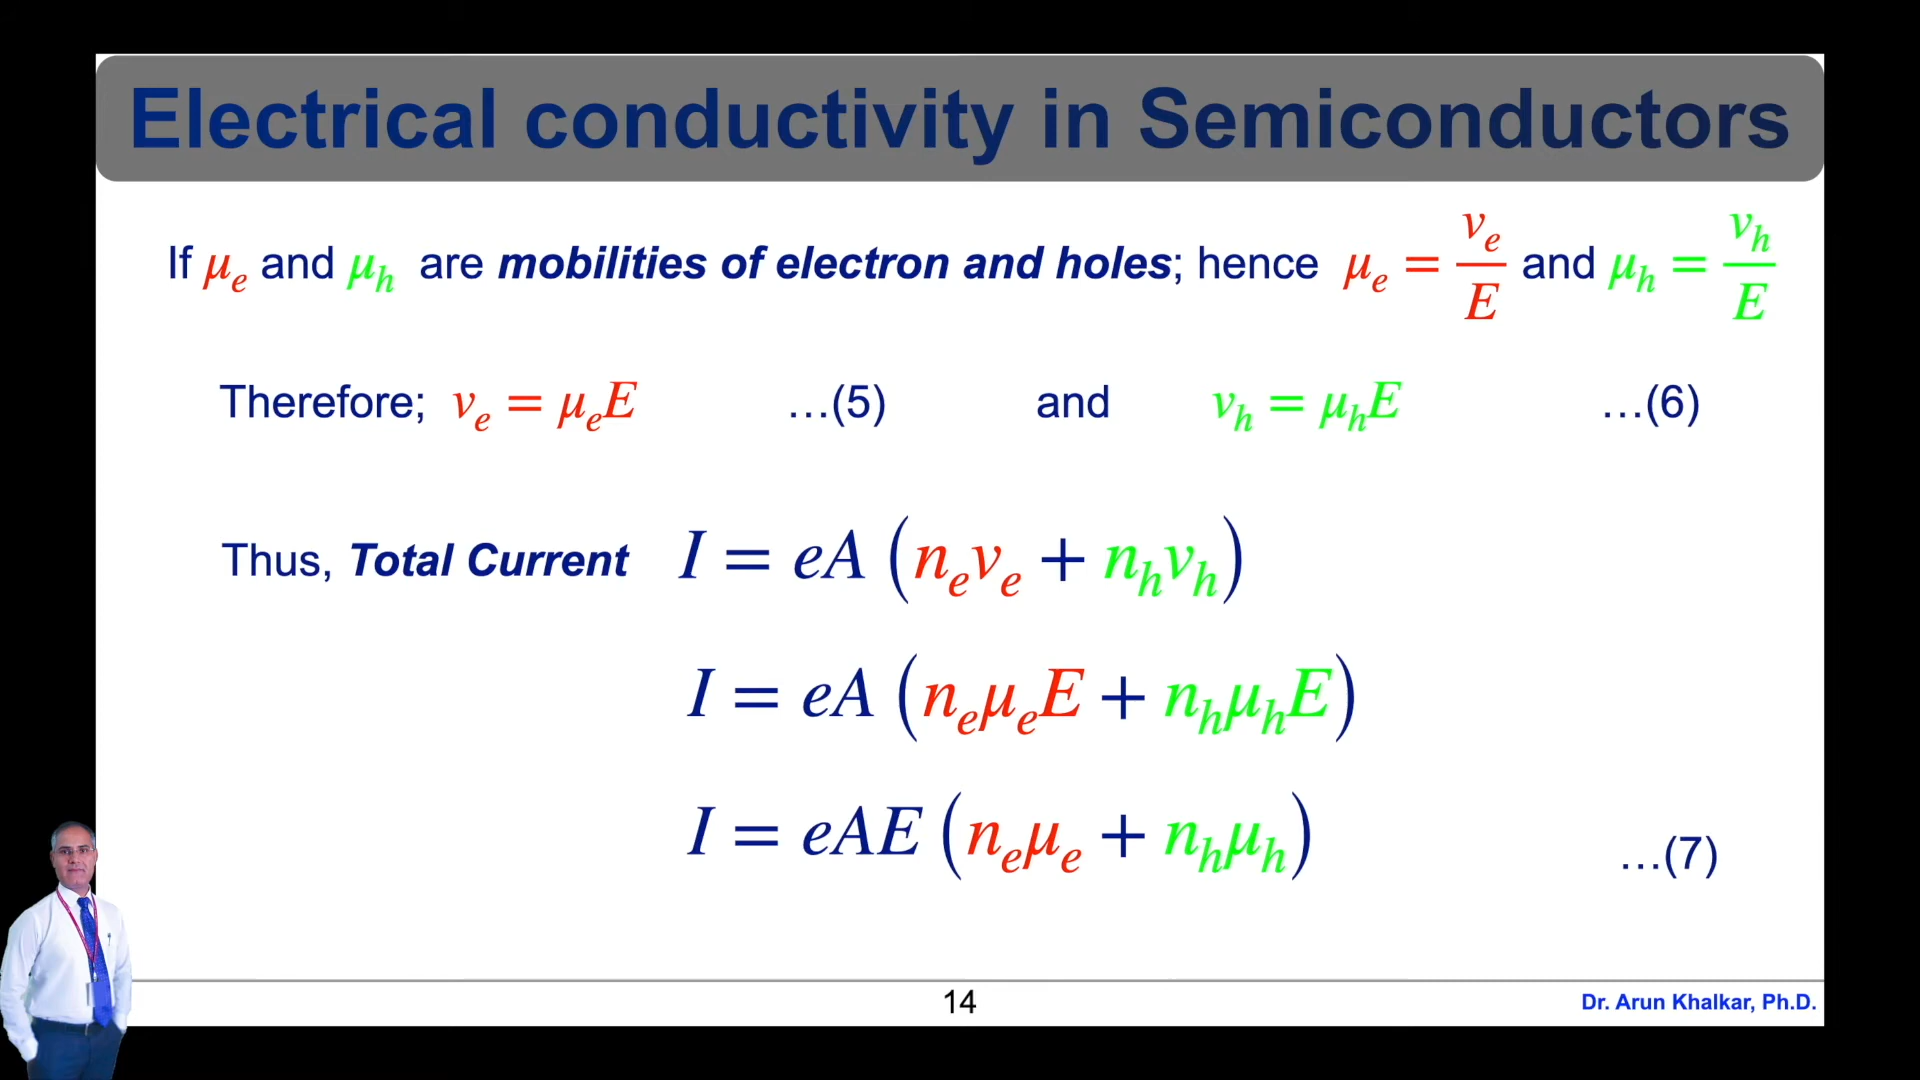 Electrical conductivity in Semiconductors
If μₑ and μₕ are mobilities of electron and holes; hence μₑ = vₑ/E and μₕ = vₕ/E
Therefore; vₑ = μₑE …(5) and vₕ = μₕE …(6)
Thus, Total Current I = eA (nₑvₑ + nₕvₕ)
I = eA (nₑμₑE + nₕμₕE)
I = eAE (nₑμₑ + nₕμₕ) …(7)
14
Dr. Arun Khalkar, Ph.D.